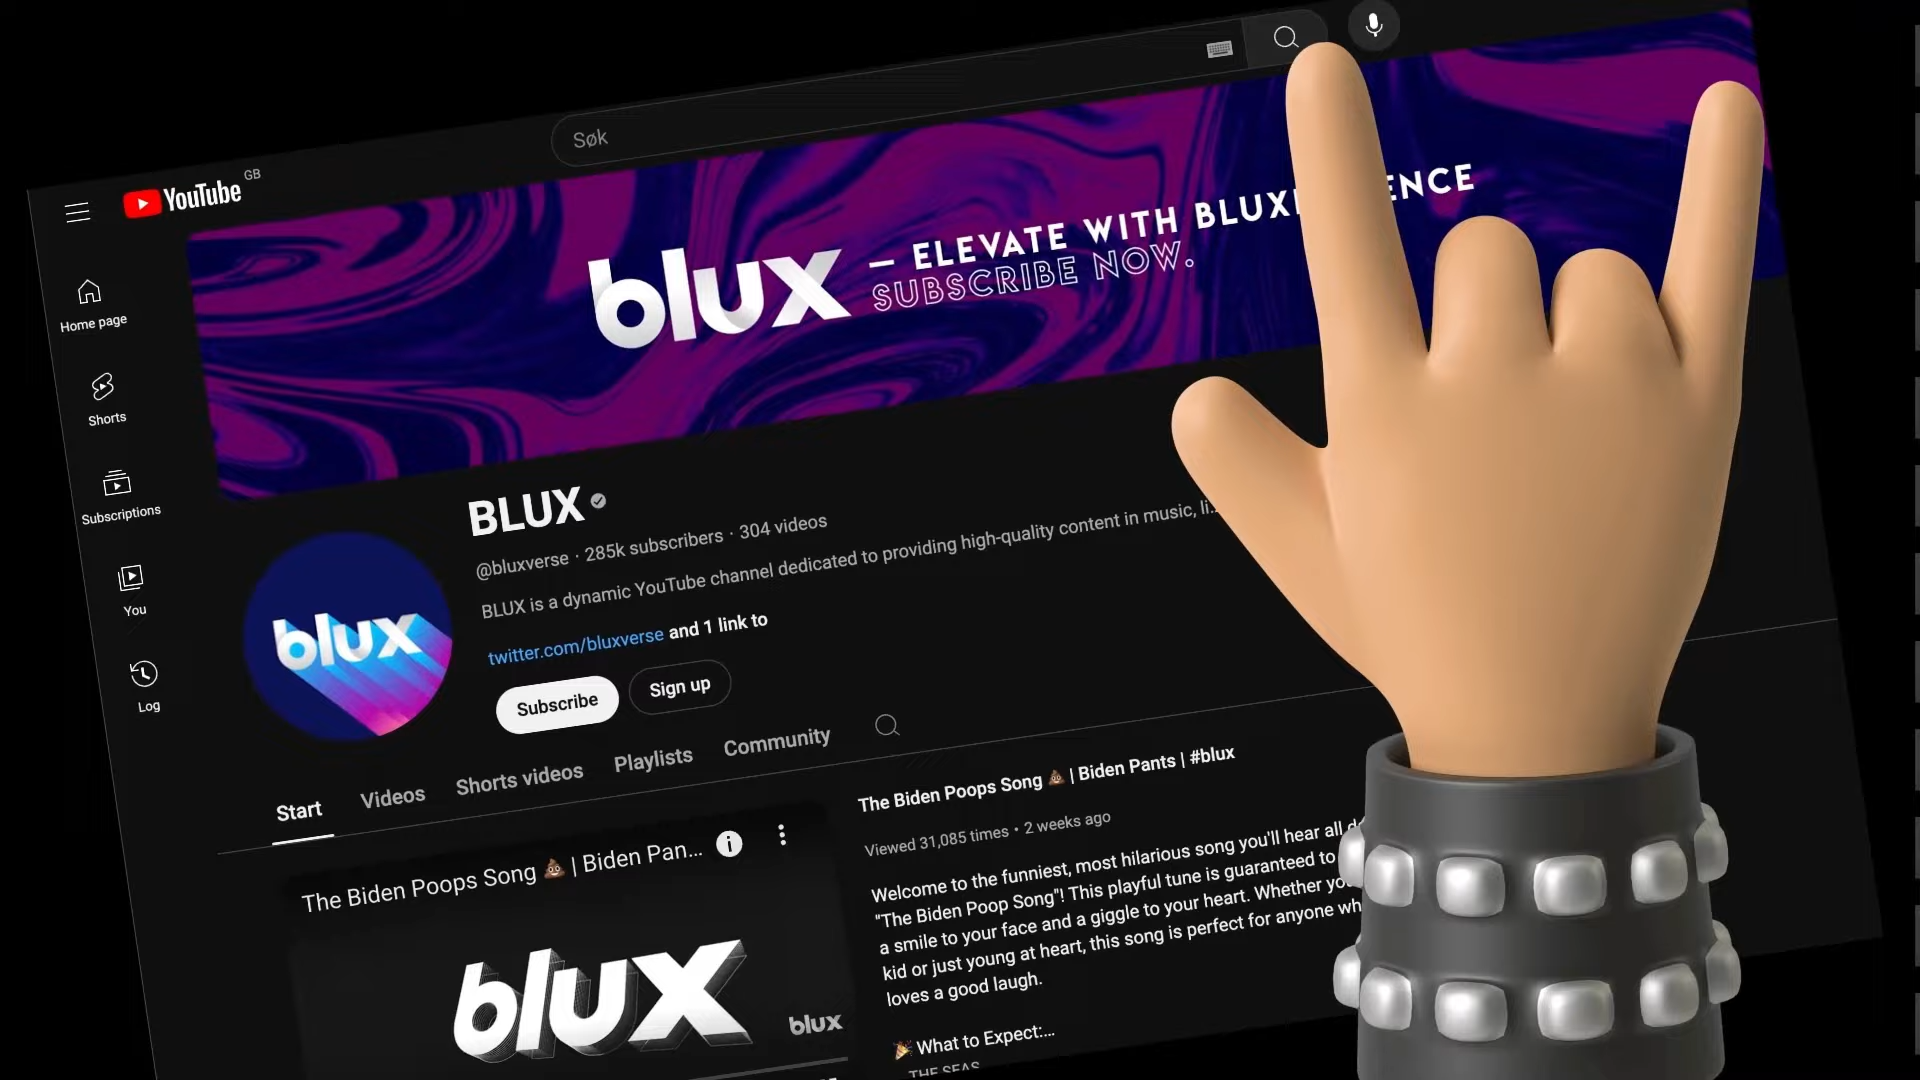 Søk
YouTube GB
Home page
Shorts
Subscriptions
You
Log
blux
– ELEVATE WITH BLUX
ENCE
SUBSCRIBE NOW.
blux
BLUX
@bluxverse · 285k subscribers · 304 videos
BLUX is a dynamic YouTube channel dedicated to providing high-quality content in music, li...
twitter.com/bluxverse and 1 link to
Subscribe
Sign up
Start
Videos
Shorts videos
Playlists
Community
The Biden Poops Song 💩 | Biden Pan...
blux
blux
The Biden Poops Song 💩 | Biden Pants | #blux
Viewed 31,085 times • 2 weeks ago
Welcome to the funniest, most hilarious song you'll hear all
"The Biden Poop Song"! This playful tune is guaranteed to
a smile to your face and a giggle to your heart. Whether
kid or just young at heart, this song is perfect for anyone
loves a good laugh.
🎉 What to Expect:...
THE SEAS